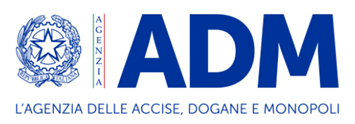 AGENZIA
ADM
L'AGENZIA DELLE ACCISE, DOGANE E MONOPOLI